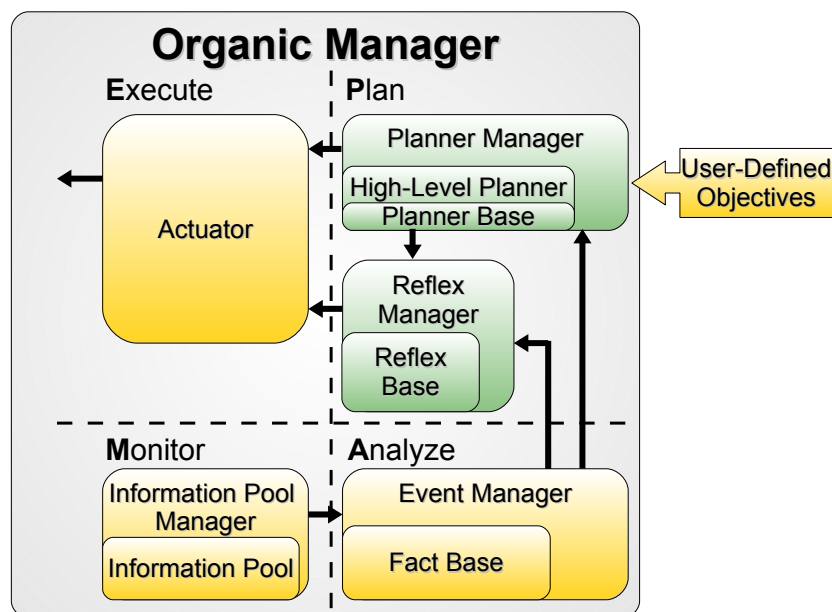 Organic Manager
Execute
Plan
Planner Manager
High-Level Planner
Planner Base
User-Defined
Objectives
Actuator
Reflex
Manager
Reflex
Base
Monitor
Analyze
Information Pool
Manager
Information Pool
Event Manager
Fact Base